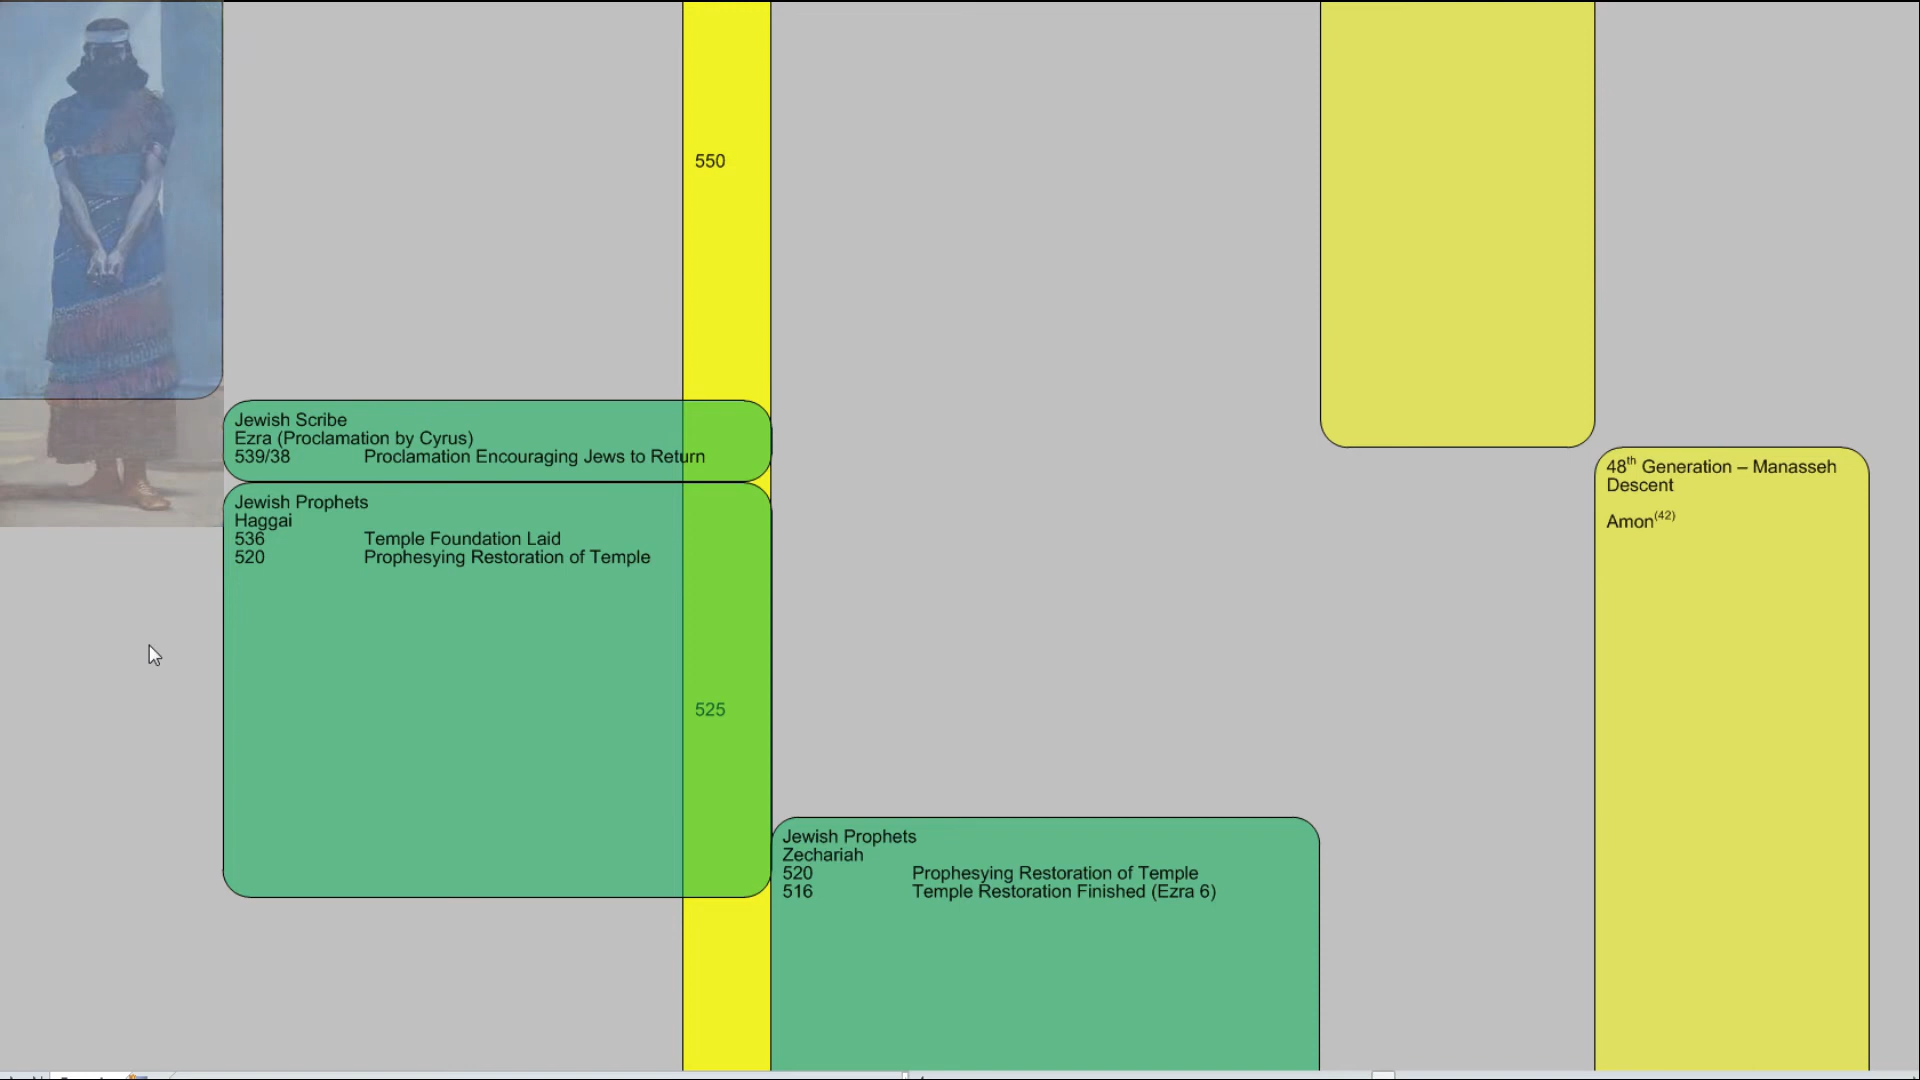 550
Jewish Scribe
Ezra (Proclamation by Cyrus)
539/38 Proclamation Encouraging Jews to Return
Jewish Prophets
Haggai
536 Temple Foundation Laid
520 Prophesying Restoration of Temple
525
Jewish Prophets
Zechariah
520 Prophesying Restoration of Temple
516 Temple Restoration Finished (Ezra 6)
48th Generation – Manasseh
Descent
Amon(42)